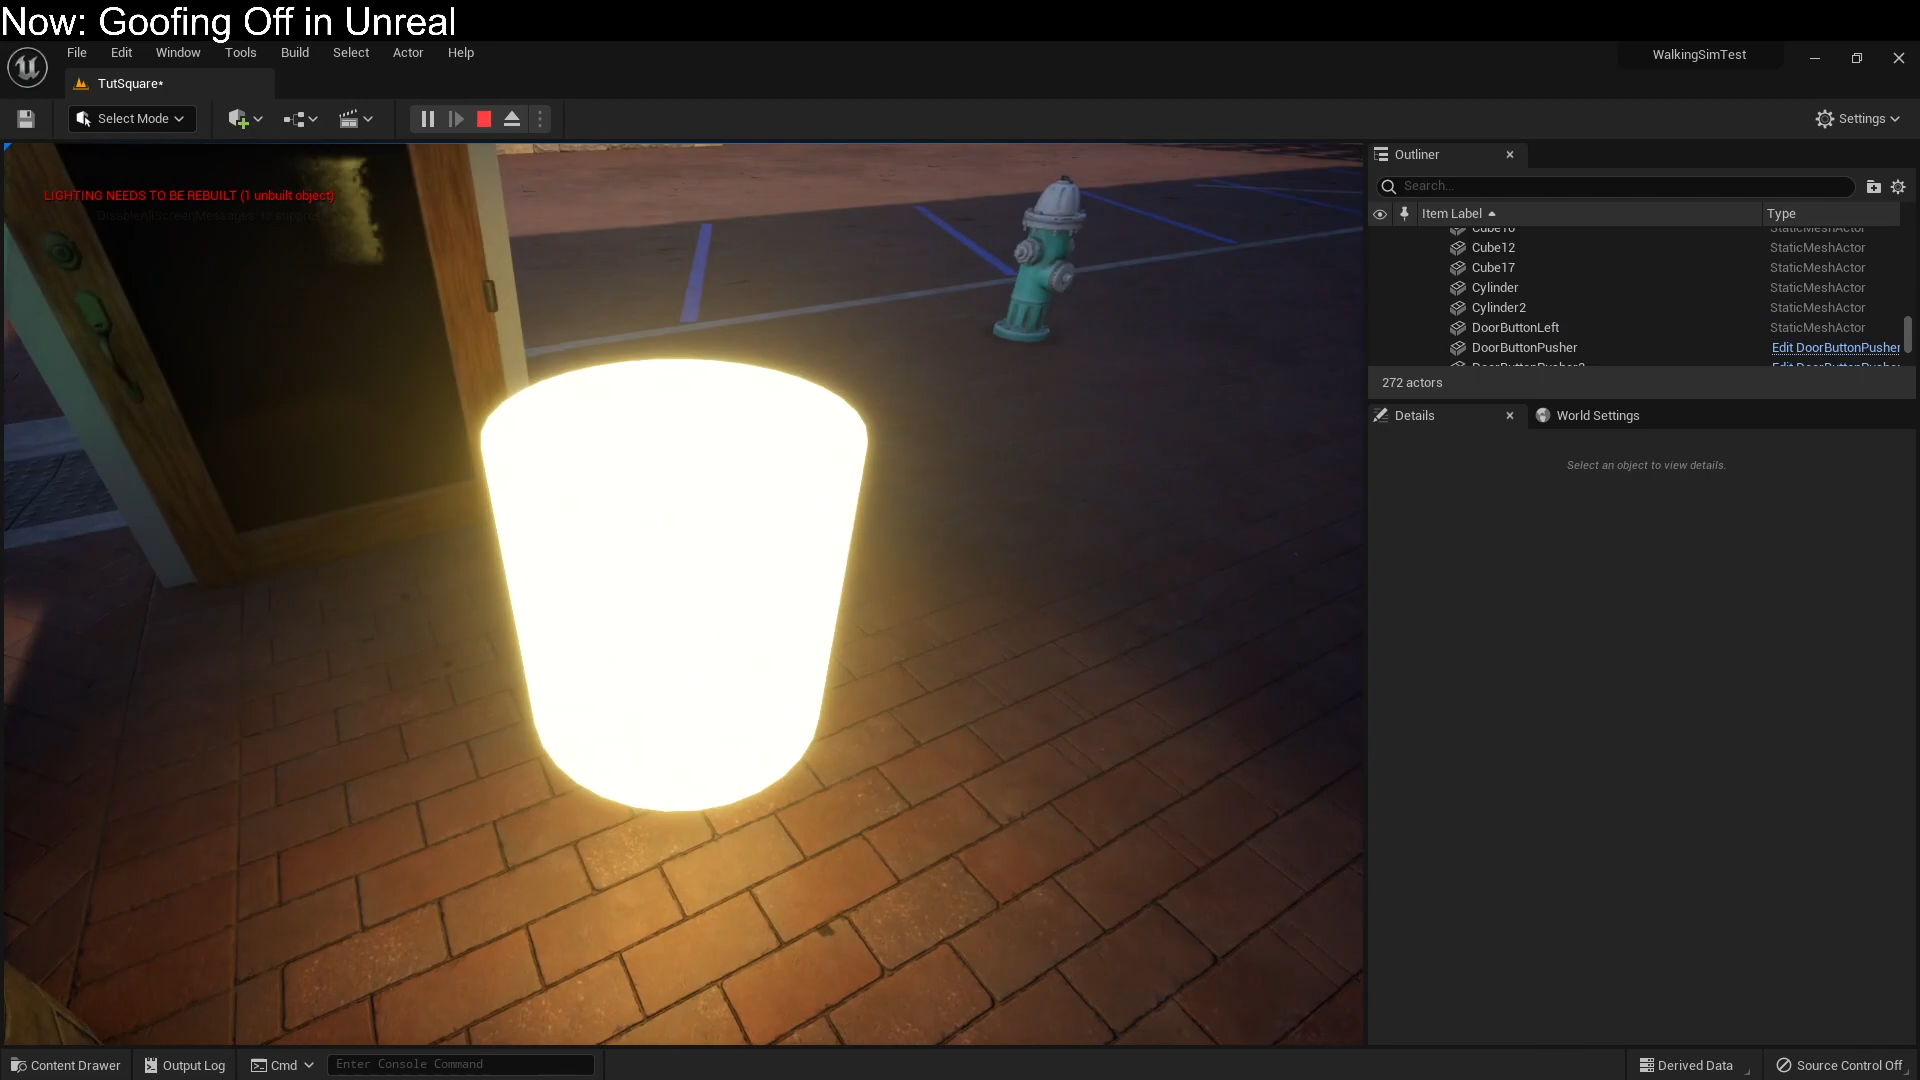 Now: Goofing Off in Unreal
File Edit Window Tools Build Select Actor Help
WalkingSimTest
TutSquare*
Select Mode
Settings
LIGHTING NEEDS TO BE REBUILT (1 unbuilt object)
Outliner
Search...
Item Label Type
Cube12 StaticMeshActor
Cube17 StaticMeshActor
Cylinder StaticMeshActor
Cylinder2 StaticMeshActor
DoorButtonLeft StaticMeshActor
DoorButtonPusher Edit DoorButtonPusher
272 actors
Details World Settings
Select an object to view details.
Content Drawer Output Log Cmd Enter Console Command Derived Data Source Control Off